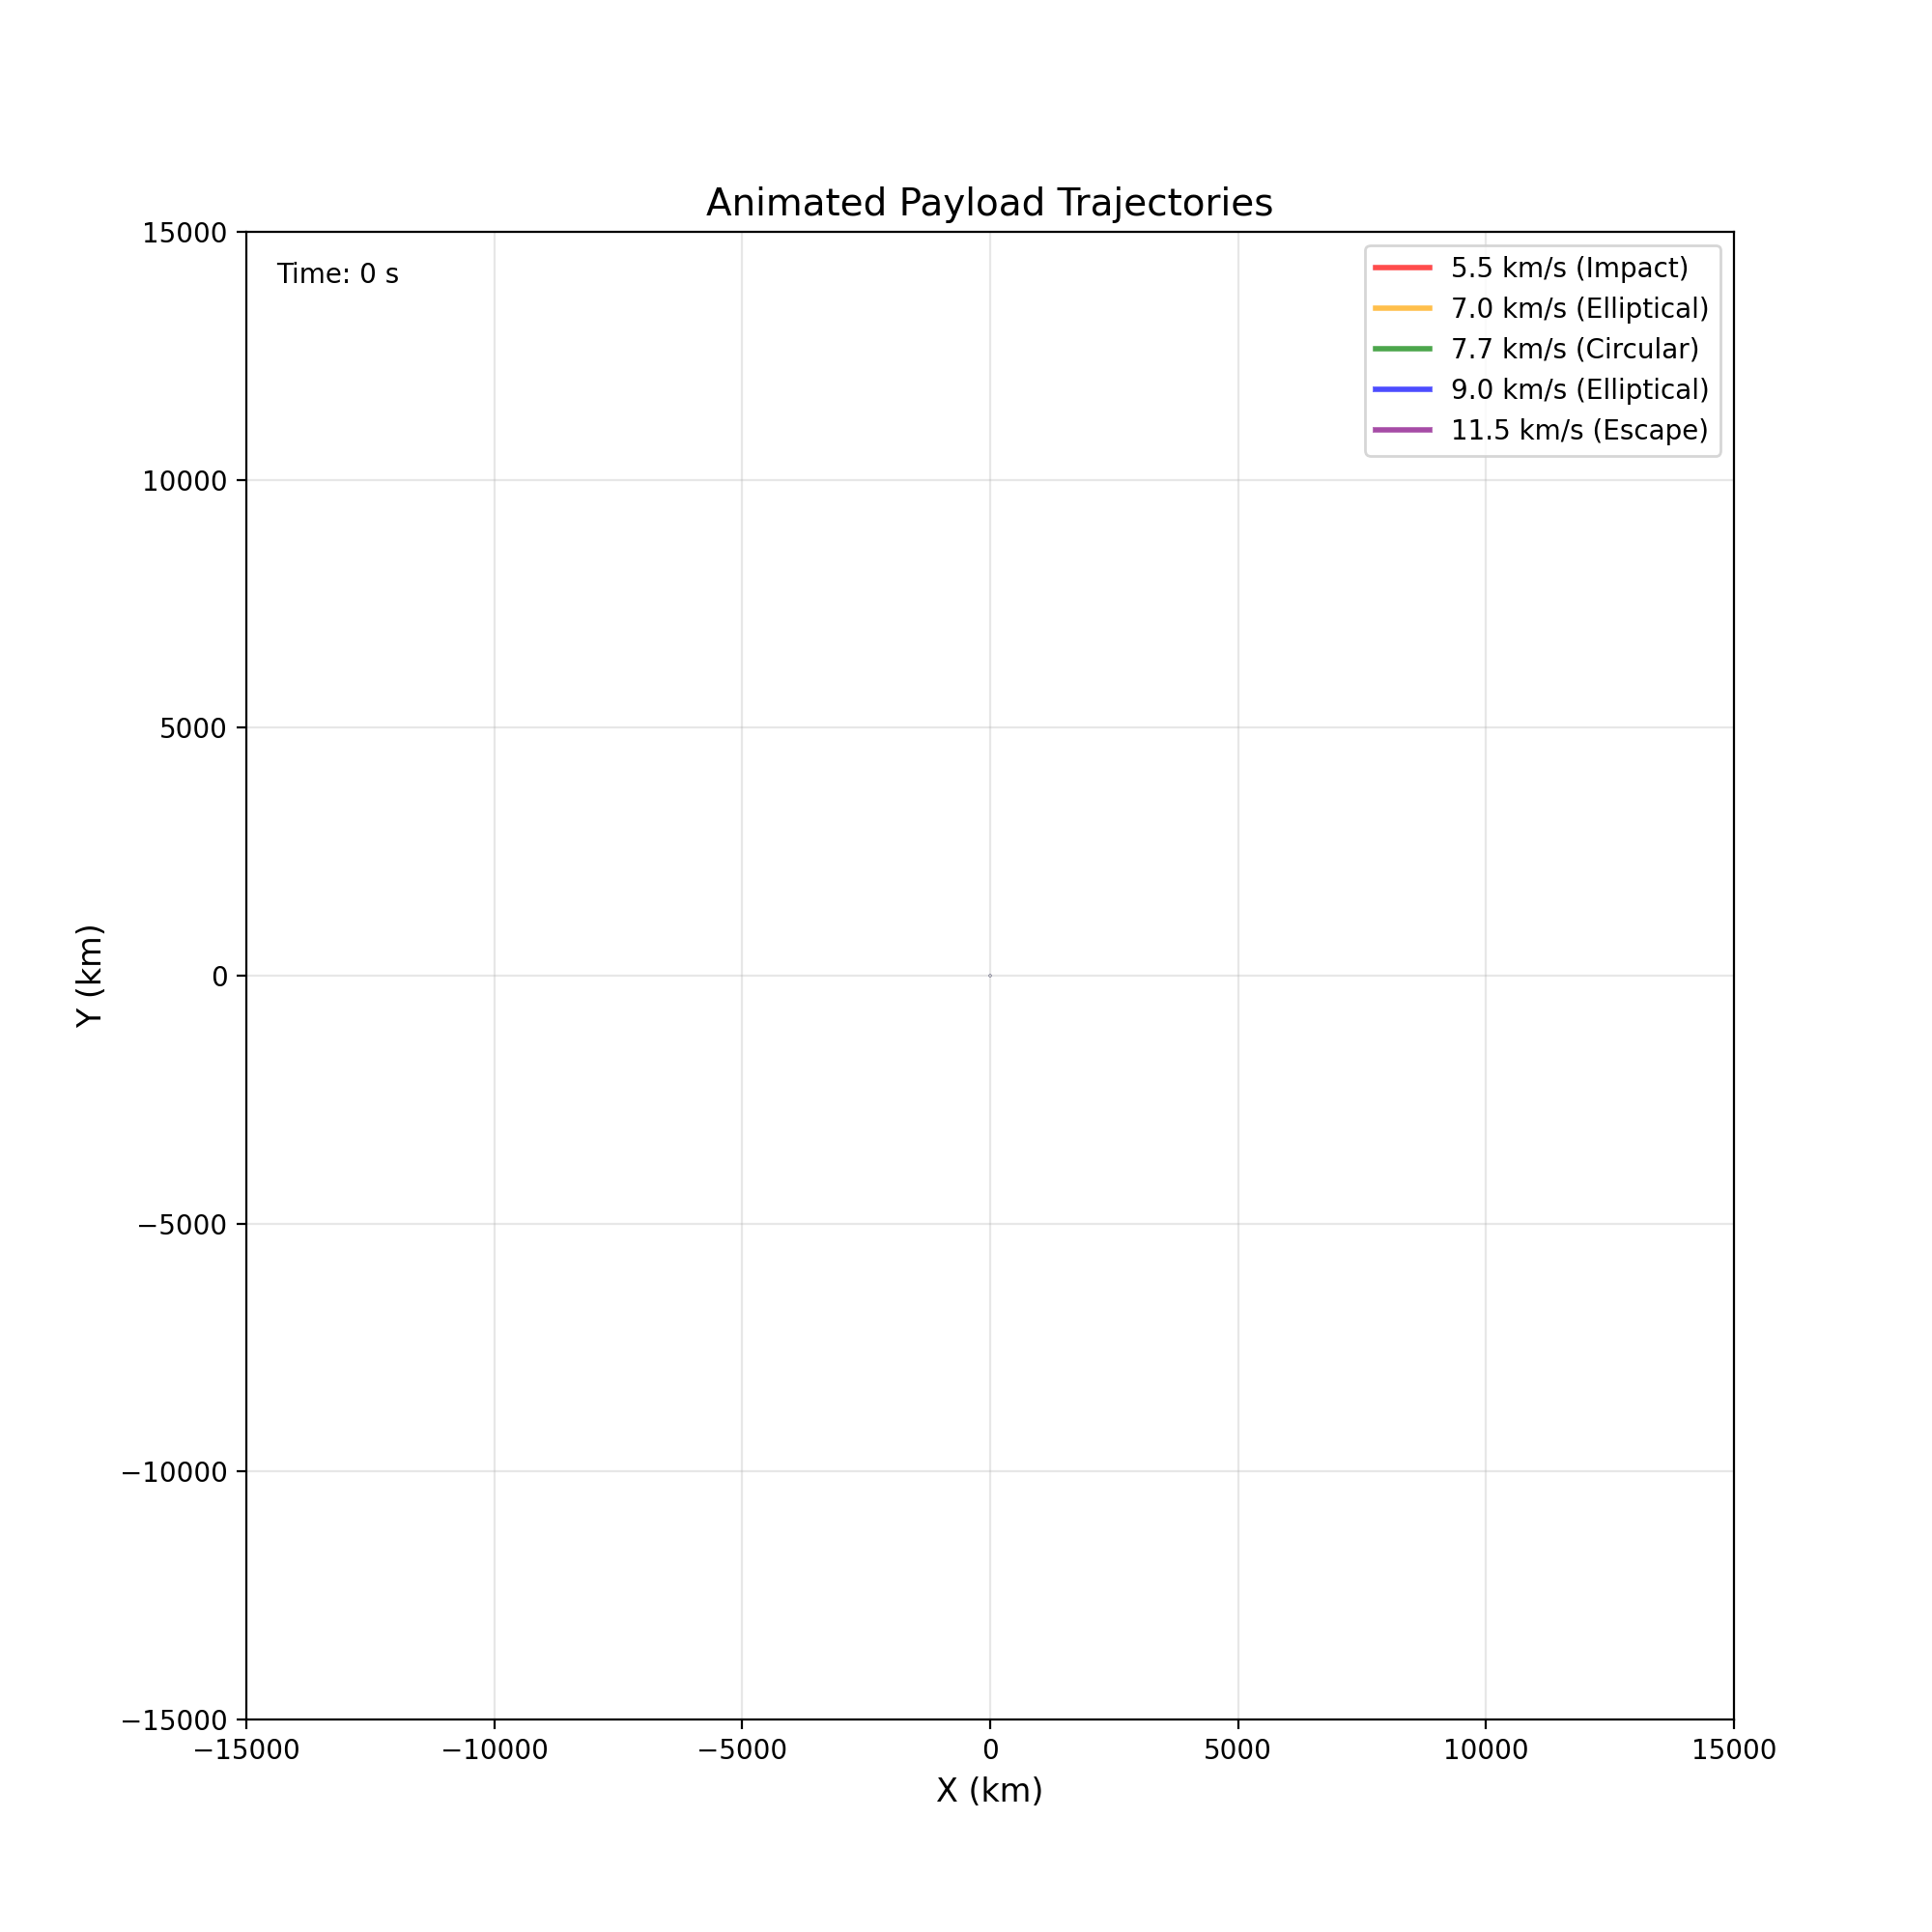 Animated Payload Trajectories
Time: 0 s
5.5 km/s (Impact)
7.0 km/s (Elliptical)
7.7 km/s (Circular)
9.0 km/s (Elliptical)
11.5 km/s (Escape)
15000
10000
5000
0
−5000
−10000
−15000
Y (km)
−15000 −10000 −5000 0 5000 10000 15000
X (km)